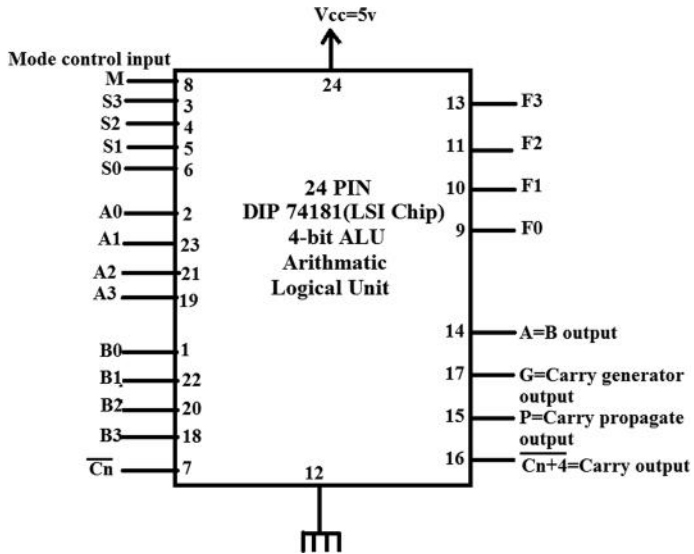 Vcc=5v
Mode control input
M
8
S3
3
S2
4
S1
5
S0
6
A0
2
A1
23
A2
21
A3
19
B0
1
B1
22
B2
20
B3
18
C̅n̅
7
24
24 PIN
DIP 74181(LSI Chip)
4-bit ALU
Arithmatic
Logical Unit
12
13
F3
11
F2
10
F1
9
F0
14
A=B output
17
G=Carry generator
output
15
P=Carry propagate
output
16
C̅n̅+̅4̅=Carry output